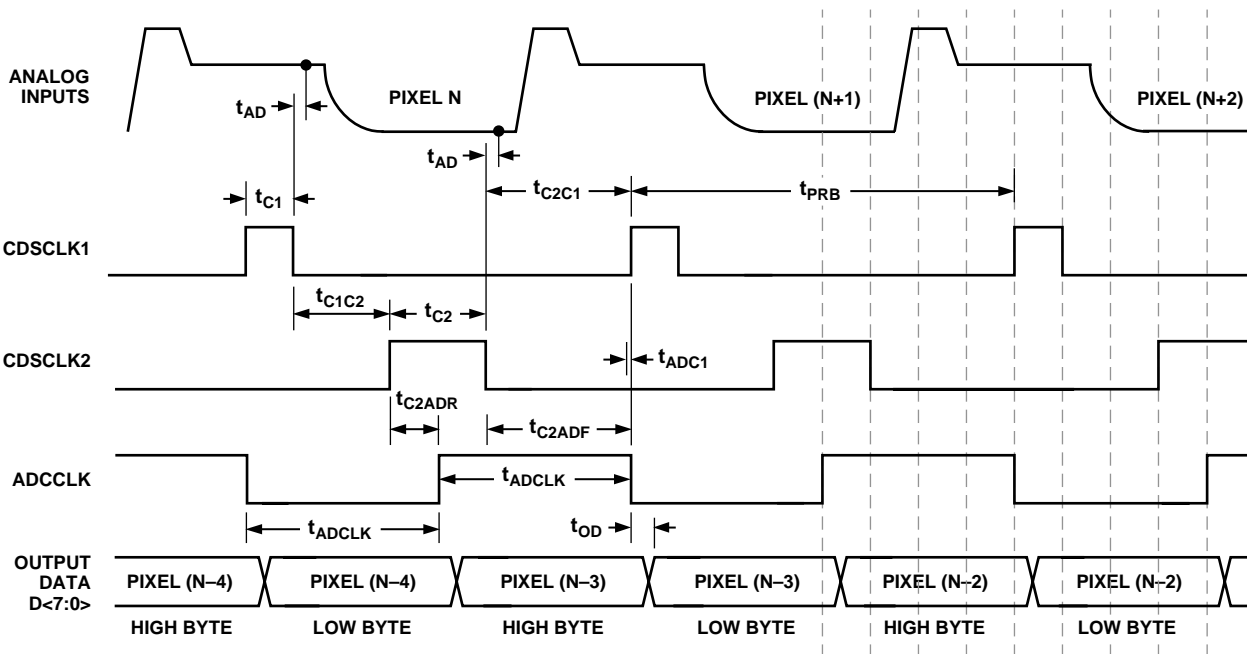 ANALOG
INPUTS
PIXEL N
PIXEL (N+1)
PIXEL (N+2)
tAD
tAD
tC1
tC2C1
tPRB
CDSCLK1
tC1C2
tC2
CDSCLK2
tADC1
tC2ADR
tC2ADF
ADCCLK
tADCLK
tADCLK
tOD
OUTPUT
DATA
D<7:0>
PIXEL (N–4) PIXEL (N–4) PIXEL (N–3) PIXEL (N–3) PIXEL (N–2) PIXEL (N–2)
HIGH BYTE LOW BYTE HIGH BYTE LOW BYTE HIGH BYTE LOW BYTE